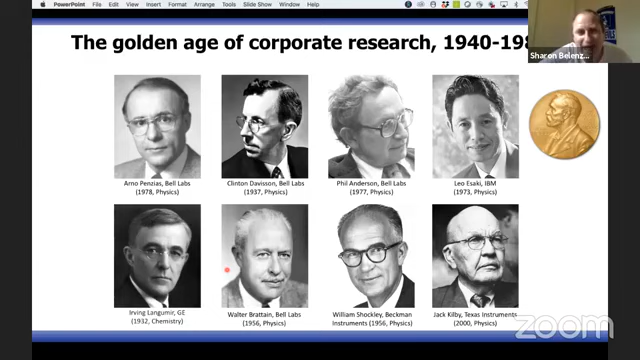 PowerPoint File Edit View Insert Format Arrange Tools Slide Show Window Help
The golden age of corporate research, 1940-198
Sharon Belenz...
Arno Penzias, Bell Labs
(1978, Physics)
Clinton Davisson, Bell Labs
(1937, Physics)
Phil Anderson, Bell Labs
(1977, Physics)
Leo Esaki, IBM
(1973, Physics)
Irving Langumir, GE
(1932, Chemistry)
Walter Brattain, Bell Labs
(1956, Physics)
William Shockley, Beckman
Instruments (1956, Physics)
Jack Kilby, Texas Instruments
(2000, Physics)
zoom